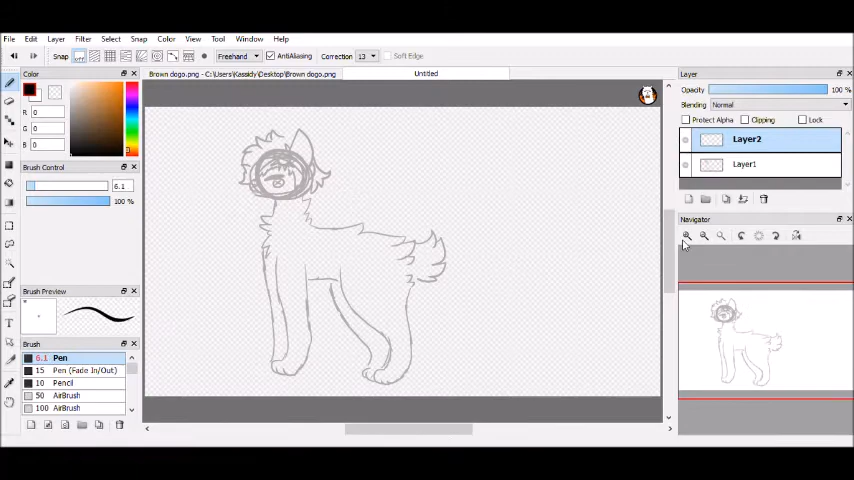 File Edit Layer Filter Select Snap Color View Tool Window Help
Snap Freehand AntiAliasing Correction 13 Soft Edge
Brown dogo.png - C:\Users\Kassidy\Desktop\Brown dogo.png Untitled
Color
R 0
G 0
B 0
Brush Control
6.1
100 %
Brush Preview
Brush
6.1 Pen
15 Pen (Fade In/Out)
10 Pencil
50 AirBrush
100 AirBrush
Layer
Opacity 100 %
Blending Normal
Protect Alpha Clipping Lock
Layer2
Layer1
Navigator